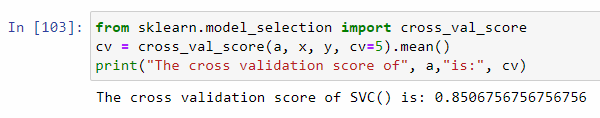 In [103]: from sklearn.model_selection import cross_val_score
cv = cross_val_score(a, x, y, cv=5).mean()
print("The cross validation score of", a,"is:", cv)
The cross validation score of SVC() is: 0.8506756756756756